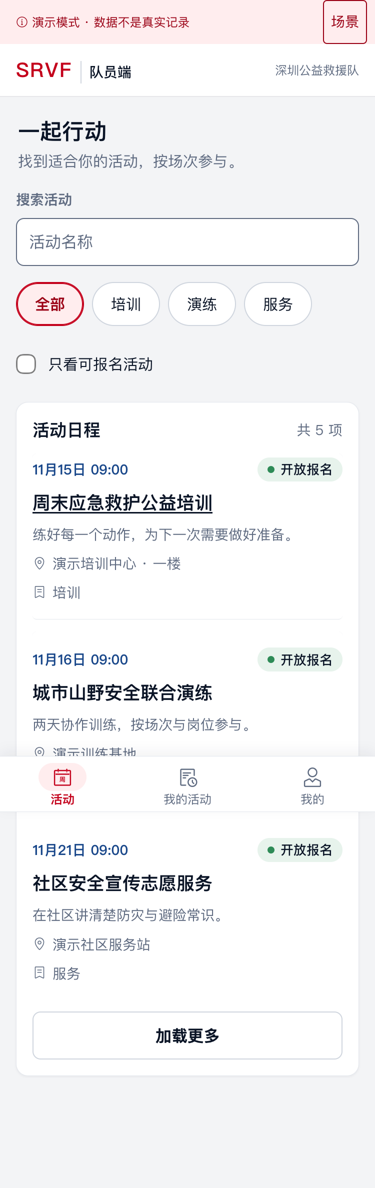 演示模式 · 数据不是真实记录
场景
SRVF 队员端
深圳公益救援队
一起行动
找到适合你的活动，按场次参与。
搜索活动
活动名称
全部
培训
演练
服务
只看可报名活动
活动日程
共 5 项
11月15日 09:00
开放报名
周末应急救护公益培训
练好每一个动作，为下一次需要做好准备。
演示培训中心 · 一楼
培训
11月16日 09:00
开放报名
城市山野安全联合演练
两天协作训练，按场次与岗位参与。
演示训练基地
周
活动
我的活动
我的
11月21日 09:00
开放报名
社区安全宣传志愿服务
在社区讲清楚防灾与避险常识。
演示社区服务站
服务
加载更多